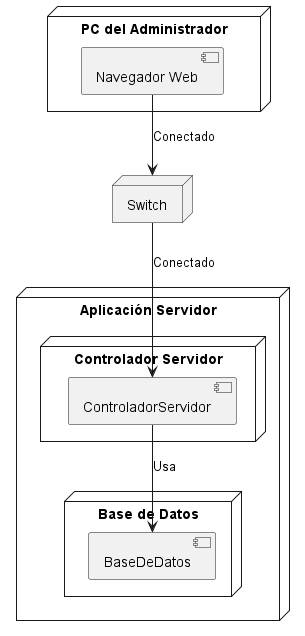 PC del Administrador
Navegador Web
Conectado
Switch
Conectado
Aplicación Servidor
Controlador Servidor
ControladorServidor
Usa
Base de Datos
BaseDeDatos